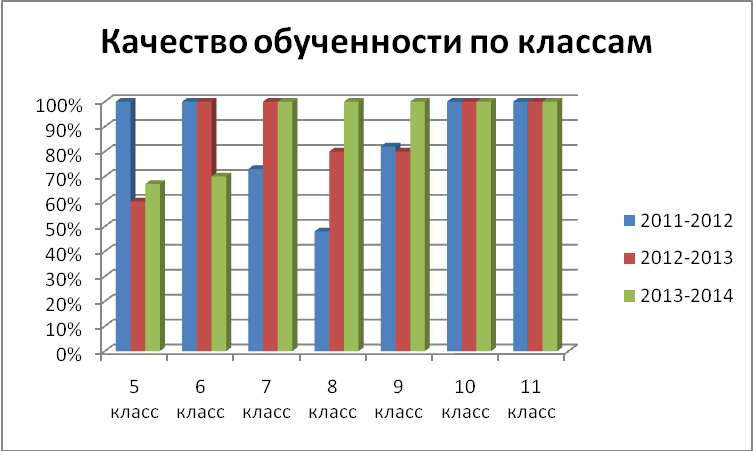 Качество обученности по классам
100%
90%
80%
70%
60%
50%
40%
30%
20%
10%
0%
5 класс
6 класс
7 класс
8 класс
9 класс
10 класс
11 класс
2011-2012
2012-2013
2013-2014